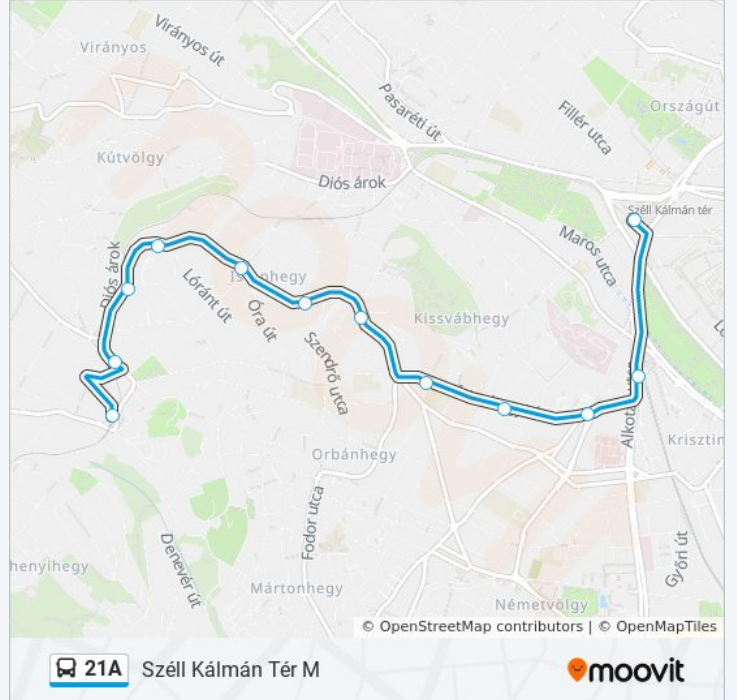 Virányos út
Virányos
Pasaréti út
Fillér utca
Országút
Kútvölgy
Diós árok
Széll Kálmán tér
Maros utca
Diós árok
Lóránt út
Óra út
Kissvábhegy
Szendrő utca
Orbánhegy
Krisztin
Fodor utca
Denevér út
Győri út
henyihegy
Mártonhegy
Németvölgy
© OpenStreetMap contributors | © OpenMapTiles
21A Széll Kálmán Tér M
moovit